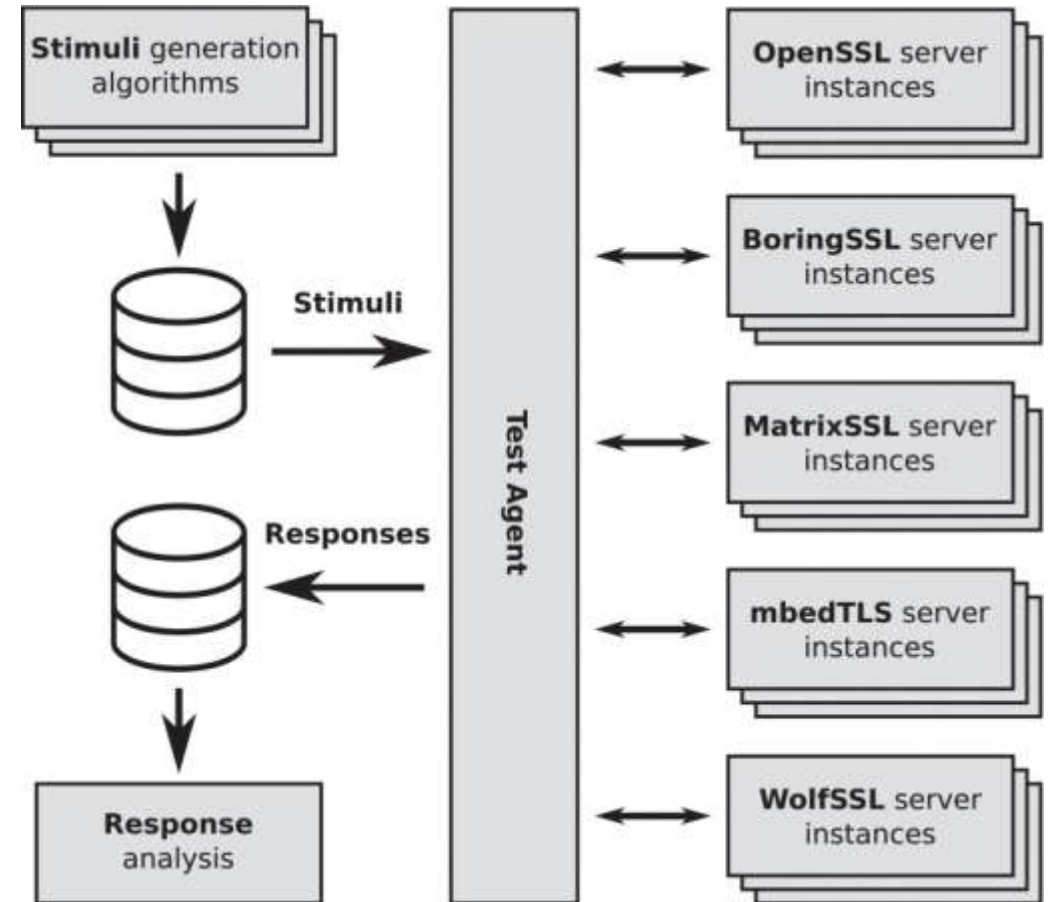 Stimuli generation
algorithms
Stimuli
Responses
Response
analysis
Test Agent
OpenSSL server
instances
BoringSSL server
instances
MatrixSSL server
instances
mbedTLS server
instances
WolfSSL server
instances